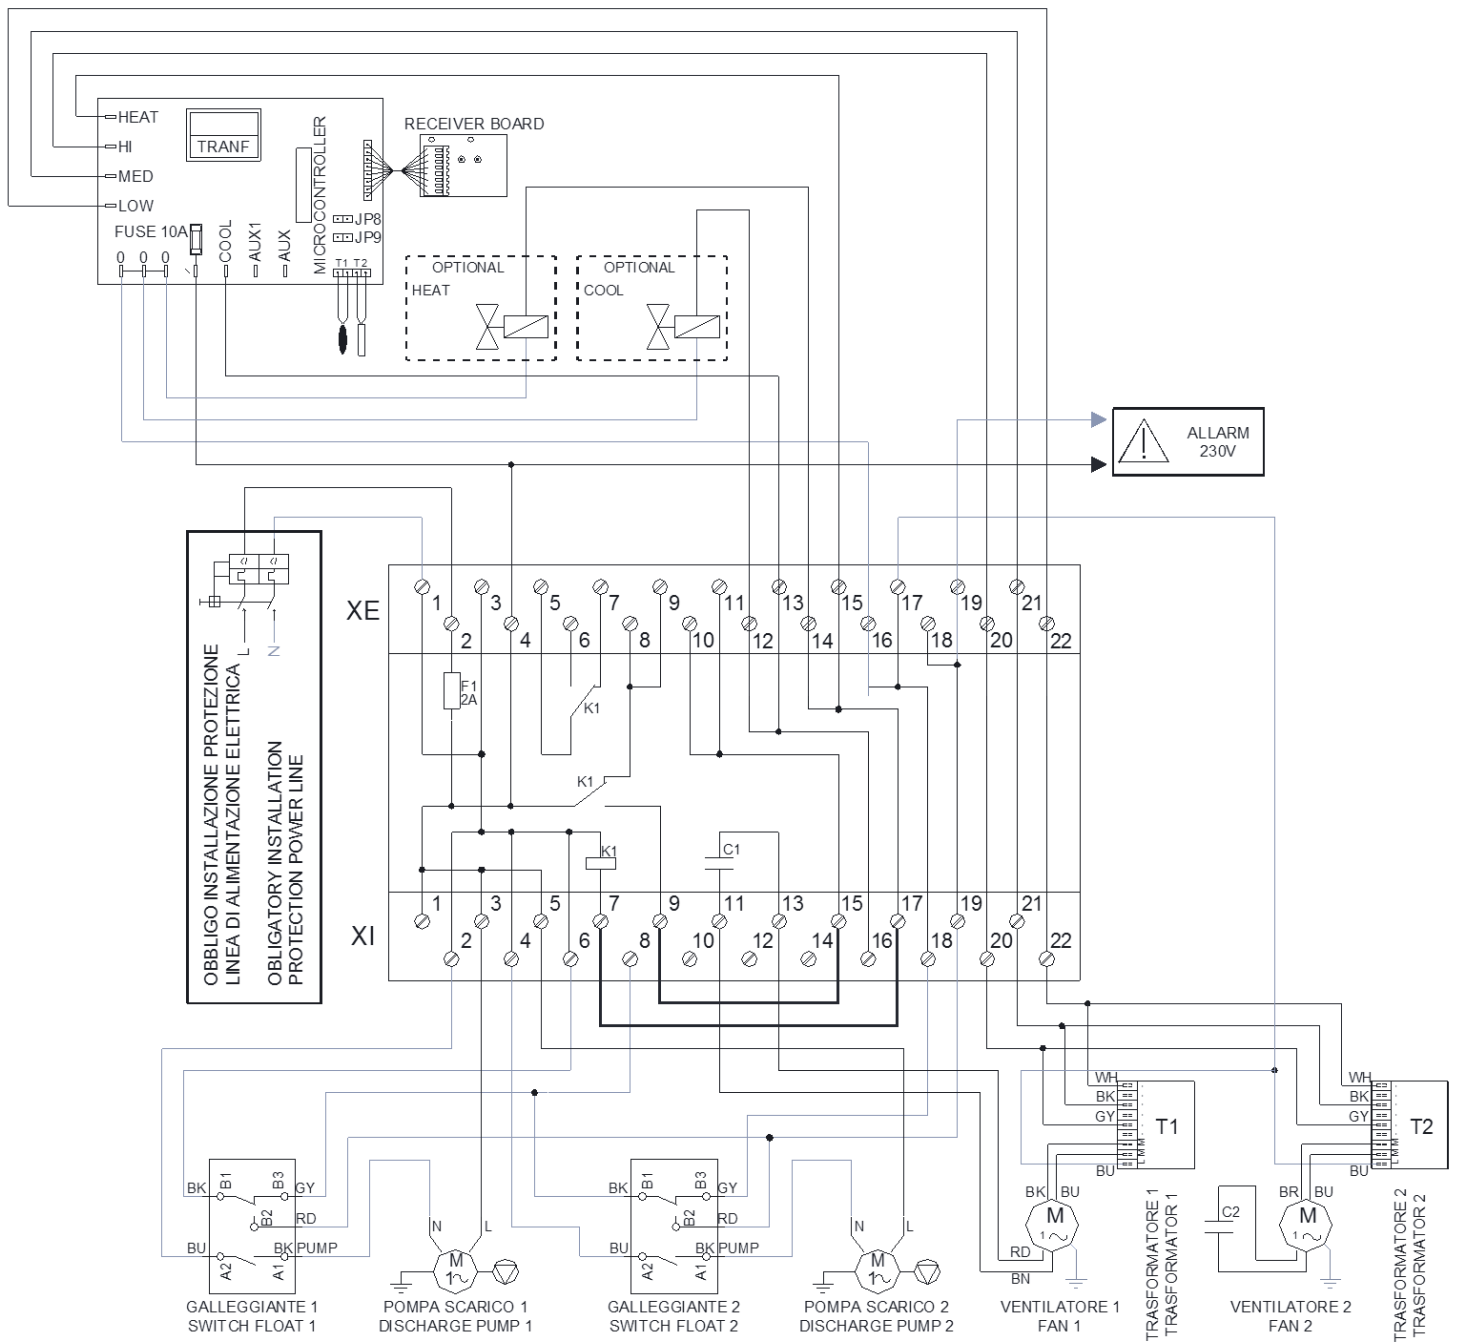 HEAT
HI
MED
LOW
TRANF
MICROCONTROLLER
RECEIVER BOARD
FUSE 10A
COOL
AUX1
AUX
JP8
JP9
T1 T2
0 0 0
OPTIONAL
HEAT
OPTIONAL
COOL
ALLARM
230V
L
N
OBBLIGO INSTALLAZIONE PROTEZIONE
LINEA DI ALIMENTAZIONE ELETTRICA
OBLIGATORY INSTALLATION
PROTECTION POWER LINE
XE
1 3 5 7 9 11 13 15 17 19 21
2 4 6 8 10 12 14 16 18 20 22
F1
2A
K1
K1
K1
C1
XI
1 3 5 7 9 11 13 15 17 19 21
2 4 6 8 10 12 14 16 18 20 22
BK
B1
B3
GY
B2
RD
BU
A2
A1
BK PUMP
GALLEGGIANTE 1
SWITCH FLOAT 1
N
L
M
1~
POMPA SCARICO 1
DISCHARGE PUMP 1
BK
B1
B3
GY
B2
RD
BU
A2
A1
BK PUMP
GALLEGGIANTE 2
SWITCH FLOAT 2
N
L
M
1~
POMPA SCARICO 2
DISCHARGE PUMP 2
WH
BK
GY
BU
L M M
T1
BK BU
M
1~
RD
BN
VENTILATORE 1
FAN 1
TRASFORMATORE 1
TRASFORMATOR 1
WH
BK
GY
BU
L M M
T2
BR BU
M
1~
C2
VENTILATORE 2
FAN 2
TRASFORMATORE 2
TRASFORMATOR 2